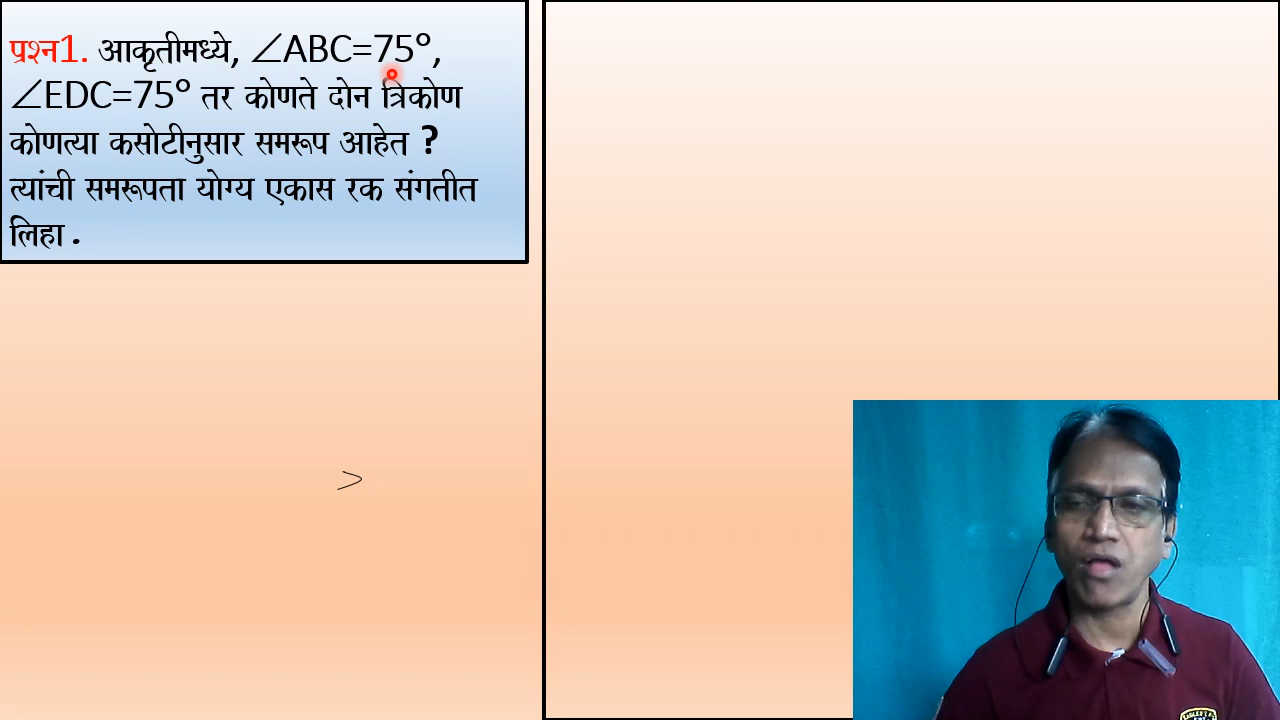 प्रश्न1. आकृतीमध्ये, ∠ABC=75°,
∠EDC=75° तर कोणते दोन त्रिकोण
कोणत्या कसोटीनुसार समरूप आहेत ?
त्यांची समरूपता योग्य एकास रक संगतीत
लिहा .
>